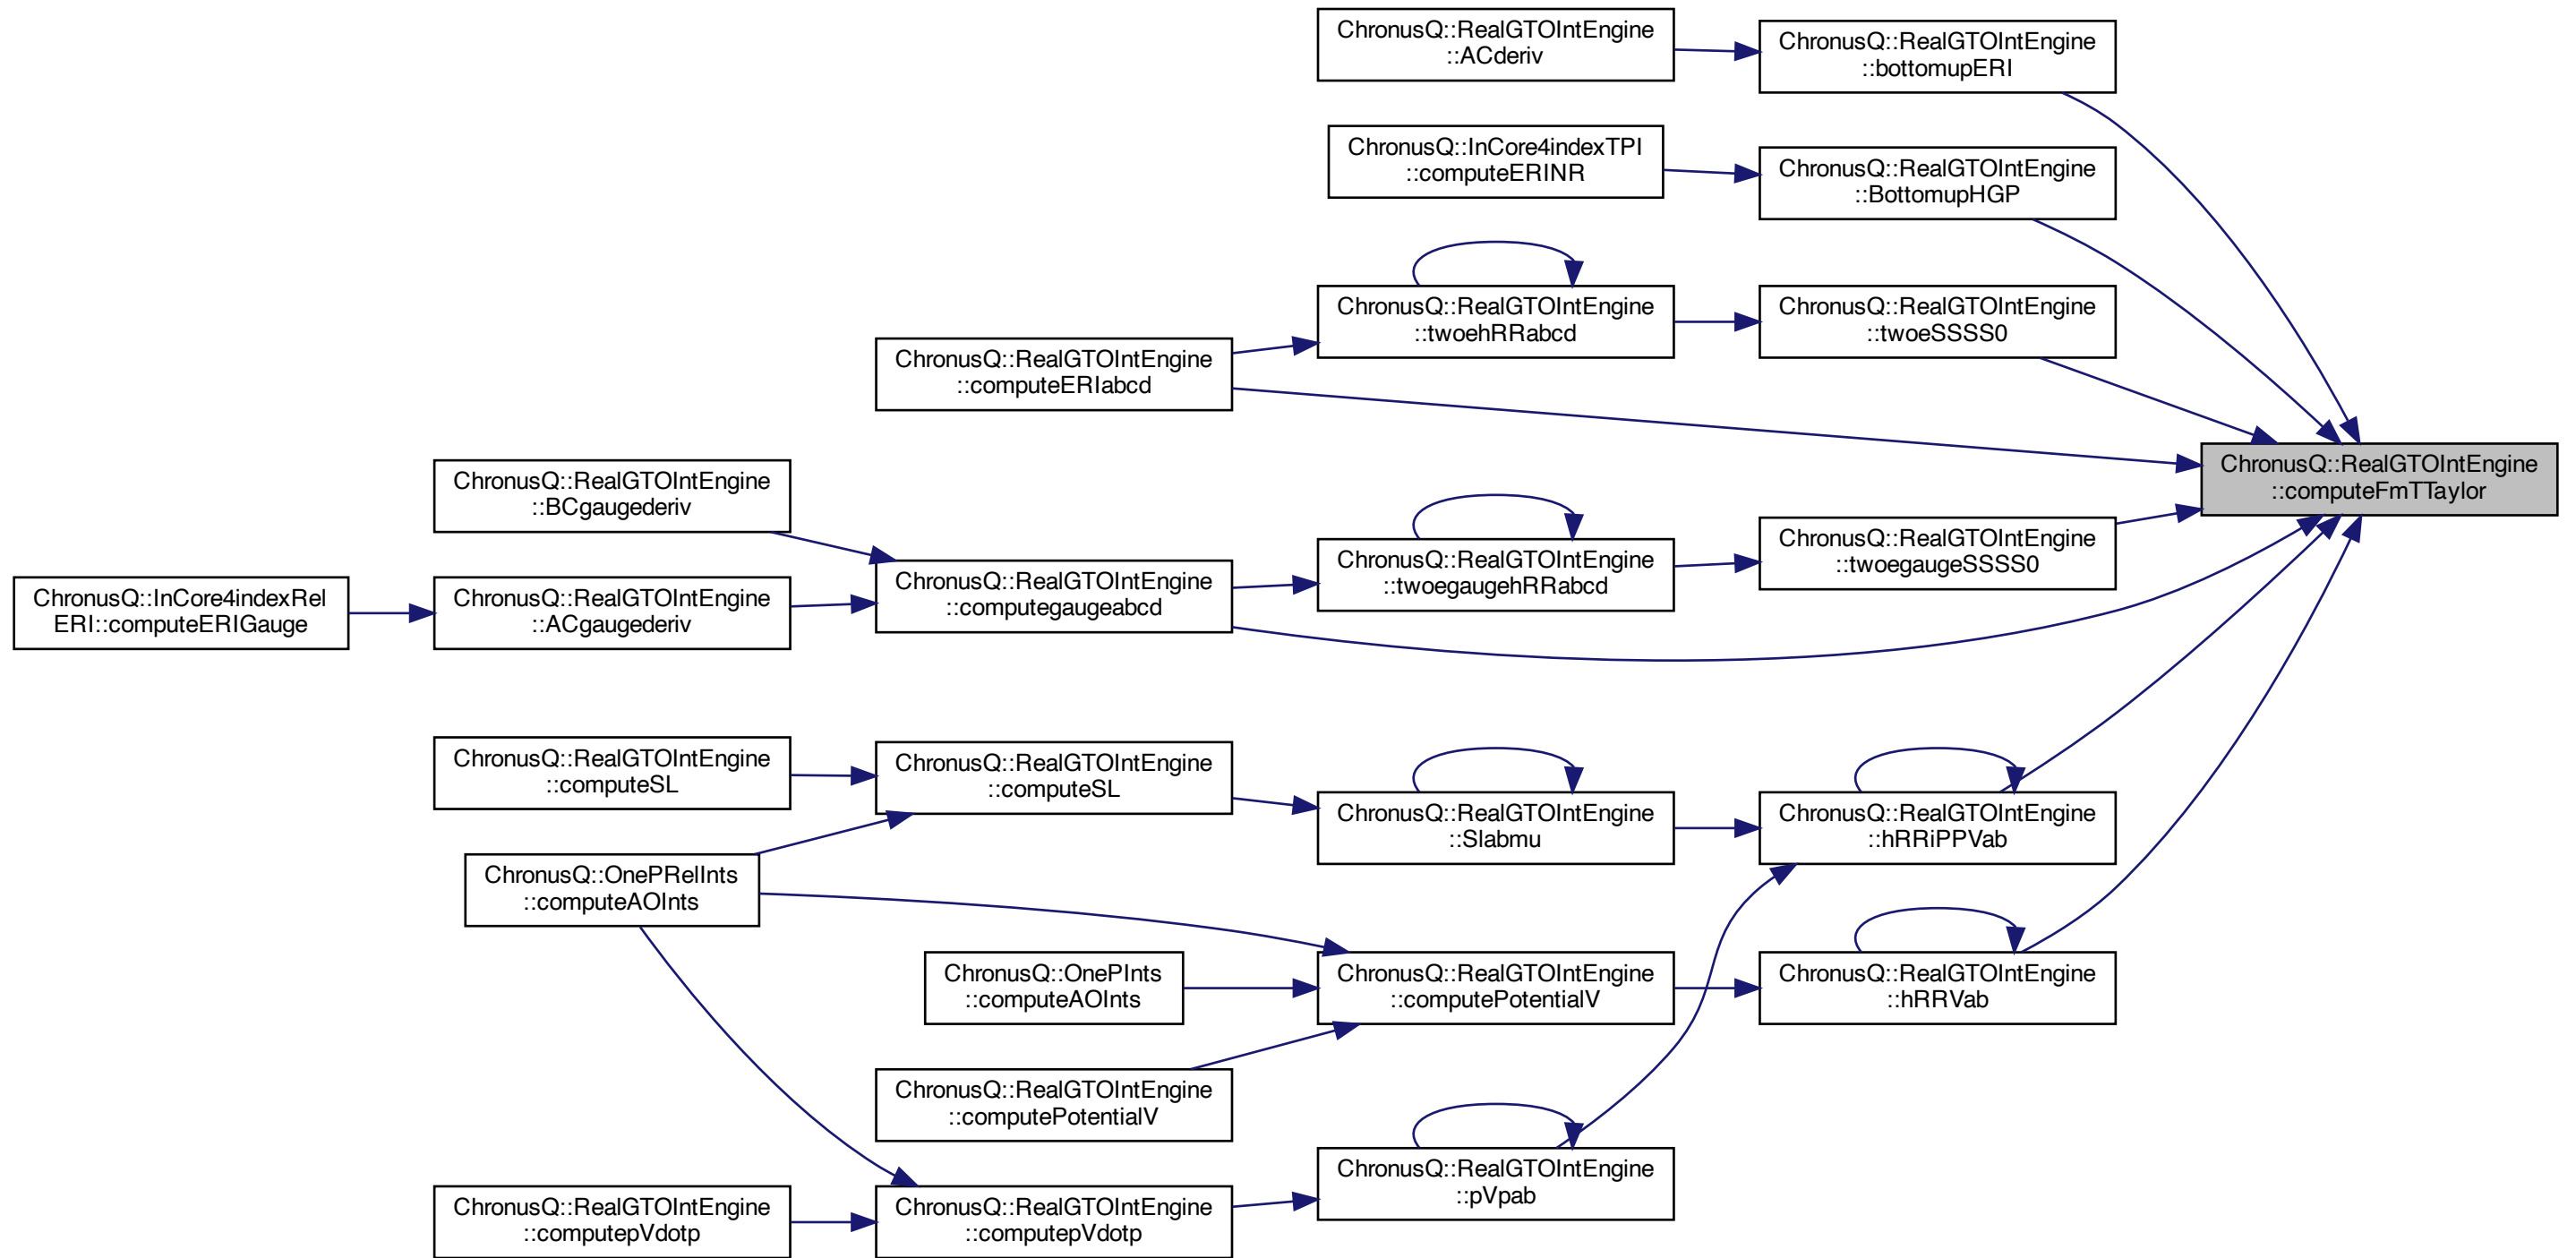 ChronusQ::RealGTOIntEngine
::ACderiv
ChronusQ::RealGTOIntEngine
::bottomupERI
ChronusQ::InCore4indexTPI
::computeERINR
ChronusQ::RealGTOIntEngine
::BottomupHGP
ChronusQ::RealGTOIntEngine
::twoehRRabcd
ChronusQ::RealGTOIntEngine
::twoeSSSS0
ChronusQ::RealGTOIntEngine
::computeERIabcd
ChronusQ::RealGTOIntEngine
::computeFmTTaylor
ChronusQ::RealGTOIntEngine
::BCgaugederiv
ChronusQ::RealGTOIntEngine
::twoegaugehRRabcd
ChronusQ::RealGTOIntEngine
::twoegaugeSSSS0
ChronusQ::InCore4indexRel
ERI::computeERIGauge
ChronusQ::RealGTOIntEngine
::ACgaugederiv
ChronusQ::RealGTOIntEngine
::computegaugeabcd
ChronusQ::RealGTOIntEngine
::computeSL
ChronusQ::RealGTOIntEngine
::computeSL
ChronusQ::RealGTOIntEngine
::Slabmu
ChronusQ::RealGTOIntEngine
::hRRiPPVab
ChronusQ::OnePRelInts
::computeAOInts
ChronusQ::OnePInts
::computeAOInts
ChronusQ::RealGTOIntEngine
::computePotentialV
ChronusQ::RealGTOIntEngine
::hRRVab
ChronusQ::RealGTOIntEngine
::computePotentialV
ChronusQ::RealGTOIntEngine
::pVpab
ChronusQ::RealGTOIntEngine
::computepVdotp
ChronusQ::RealGTOIntEngine
::computepVdotp